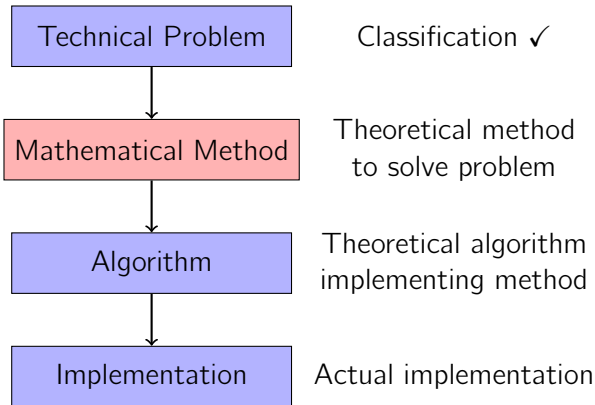 Technical Problem
Classification ✓
Mathematical Method
Theoretical method
to solve problem
Algorithm
Theoretical algorithm
implementing method
Implementation
Actual implementation